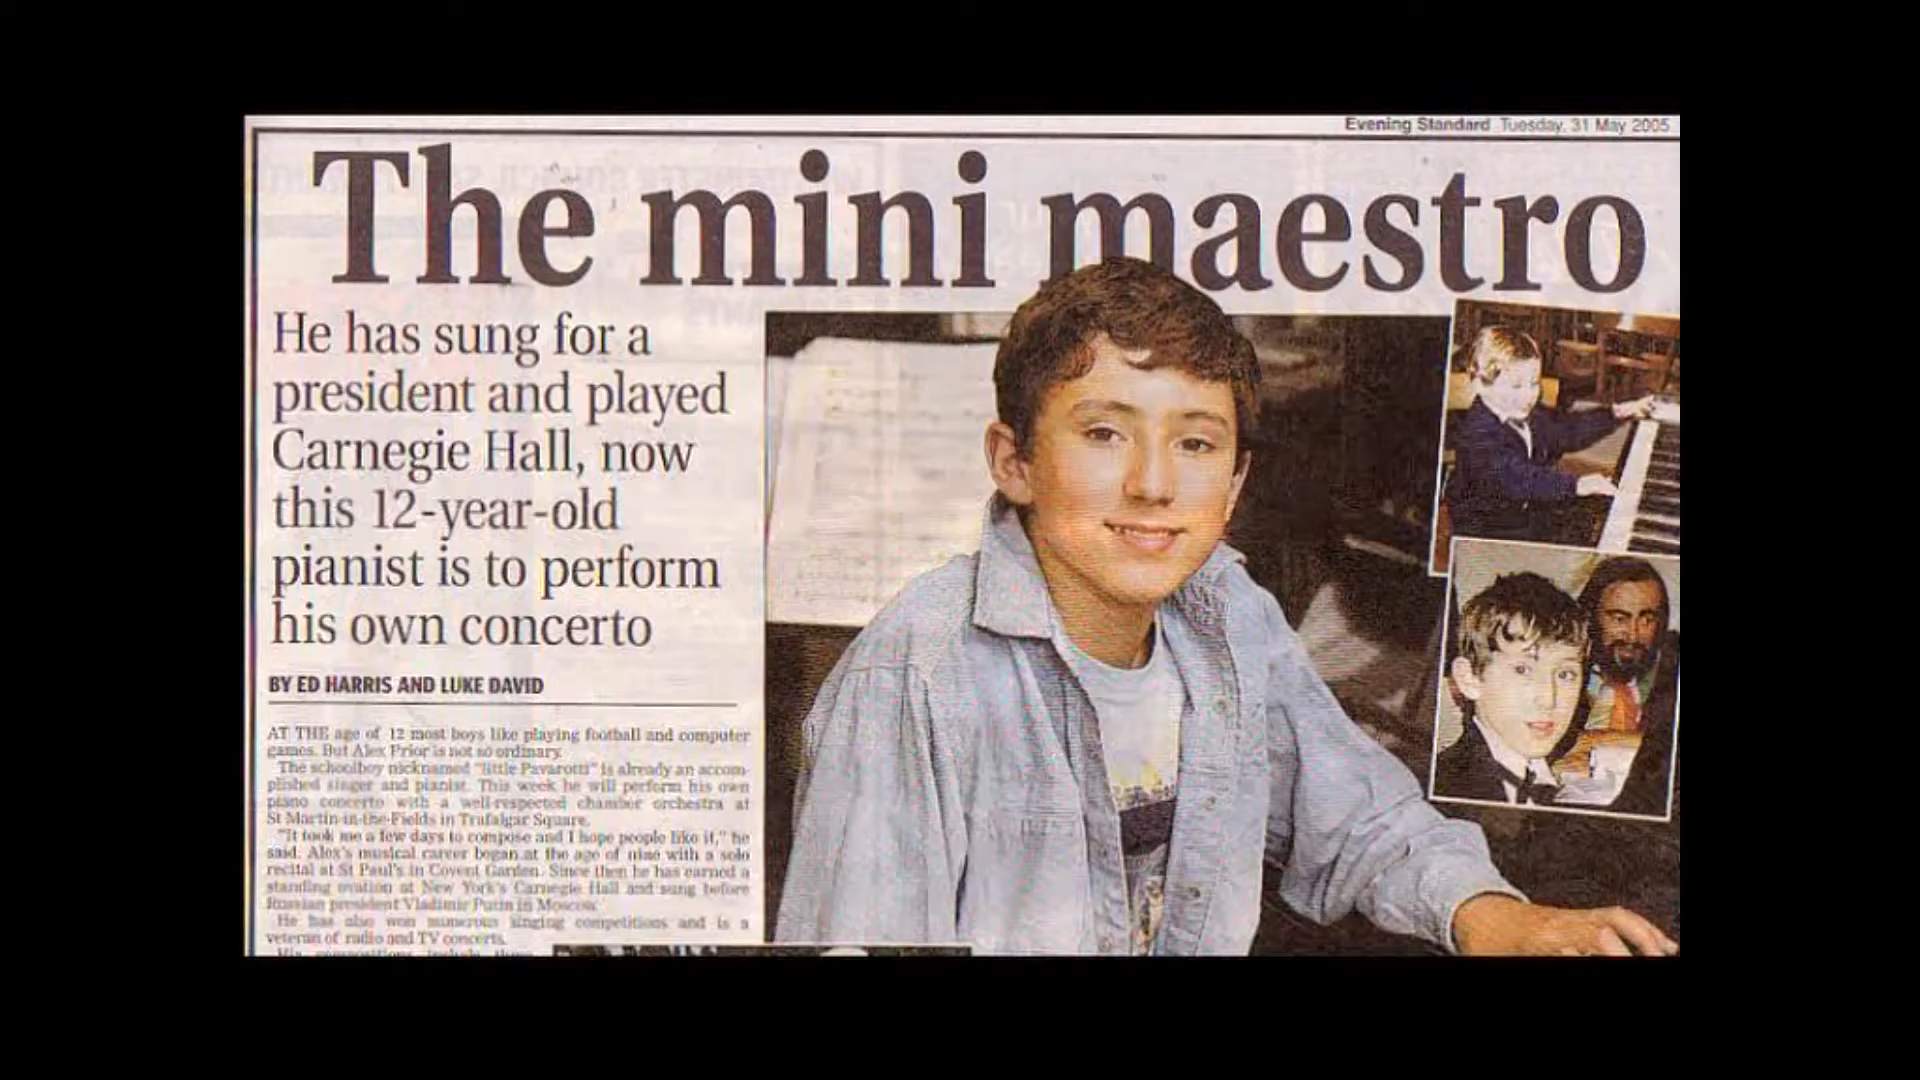 Evening Standard Tuesday, 31 May 2005
The mini maestro
He has sung for a
president and played
Carnegie Hall, now
this 12-year-old
pianist is to perform
his own concerto
BY ED HARRIS AND LUKE DAVID
AT THE age of 12 most boys like playing football and computer
games. But Alex Prior is not so ordinary.
The schoolboy nicknamed "little Pavarotti" is already an accom-
plished singer and pianist. This week he will perform his own
piano concerto with a well-respected chamber orchestra at
St Martin-in-the-Fields in Trafalgar Square.
"It took me a few days to compose and I hope people like it," he
said. Alex's musical career began at the age of nine with a solo
recital at St Paul's in Covent Garden. Since then he has earned a
standing ovation at New York's Carnegie Hall and sung before
Russian president Vladimir Putin in Moscow.
He has also won numerous singing competitions and is a
veteran of radio and TV concerts.